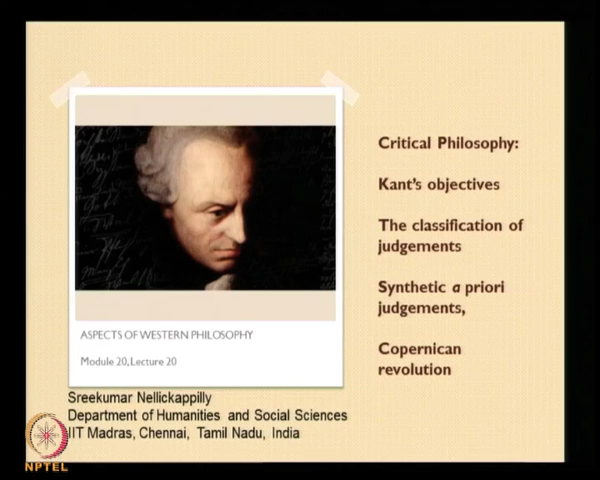 Critical Philosophy:
Kant's objectives
The classification of
judgements
Synthetic a priori
judgements,
Copernican
revolution
ASPECTS OF WESTERN PHILOSOPHY
Module 20, Lecture 20
Sreekumar Nellickappilly
Department of Humanities and Social Sciences
IIT Madras, Chennai, Tamil Nadu, India
NPTEL